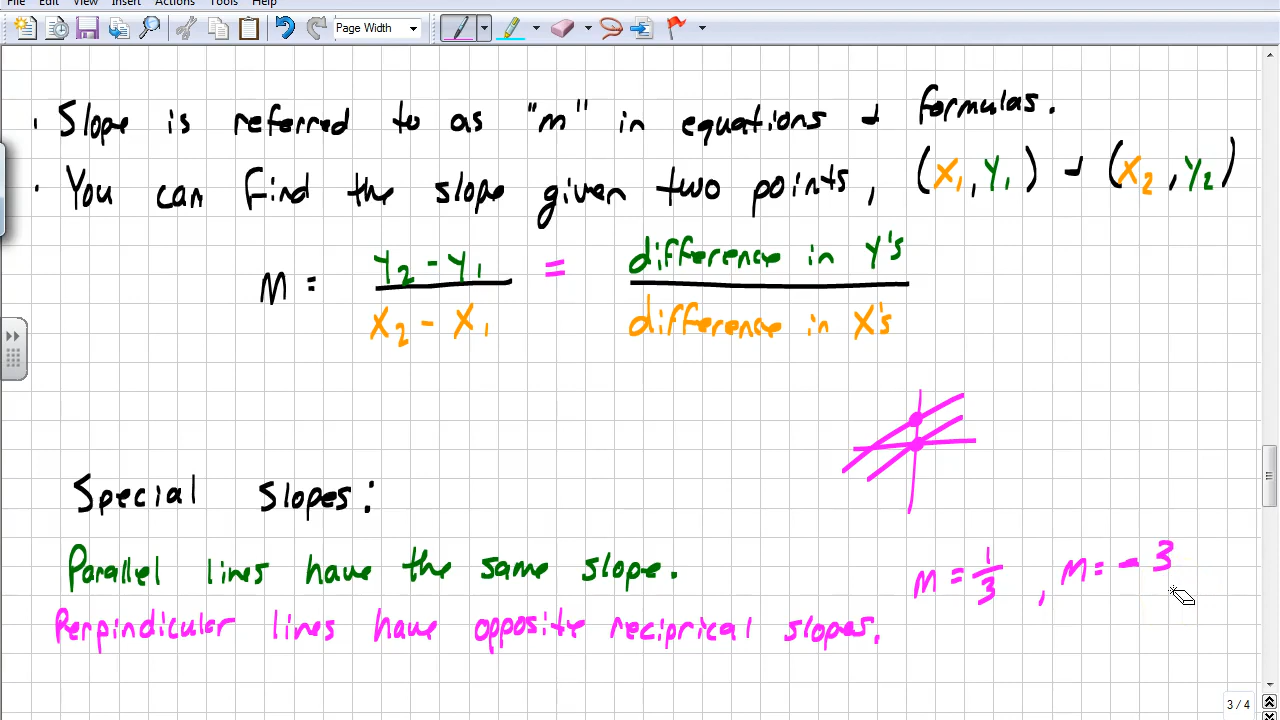 File Edit View Insert Actions Tools Help
Page Width
· Slope is referred to as "m" in equations + formulas.
· You can find the slope given two points, (X₁, Y₁) + (X₂, Y₂)
m = Y₂ - Y₁ / X₂ - X₁ = difference in Y's / difference in X's
Special Slopes:
Parallel lines have the same slope.
m = 1/3 , m = - 3
Perpindicular lines have opposite reciprical slopes.
3 / 4